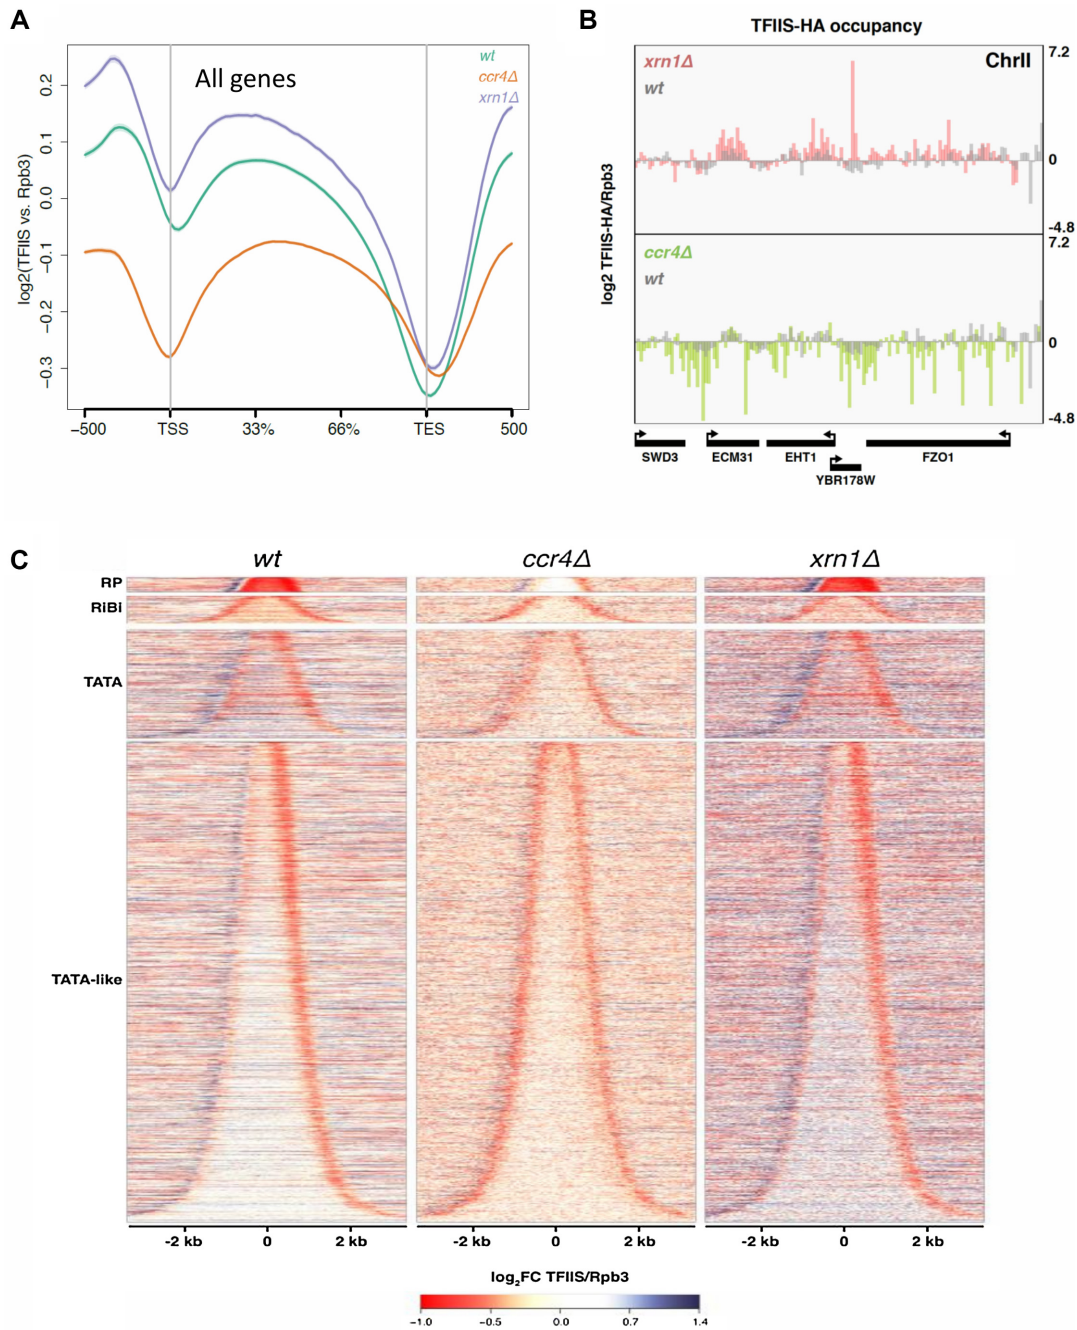 A
All genes
wt
ccr4Δ
xrn1Δ
log2(TFIIS vs. Rpb3)
0.2
0.1
0.0
−0.1
−0.2
−0.3
−500 TSS 33% 66% TES 500
B
TFIIS-HA occupancy
xrn1Δ
wt
ChrII
7.2
0
-4.8
ccr4Δ
wt
7.2
0
-4.8
log2 TFIIS-HA/Rpb3
SWD3 ECM31 EHT1 FZO1
YBR178W
C
wt ccr4Δ xrn1Δ
RP
RiBi
TATA
TATA-like
-2 kb 0 2 kb -2 kb 0 2 kb -2 kb 0 2 kb
log2FC TFIIS/Rpb3
−1.0 −0.5 0.0 0.7 1.4